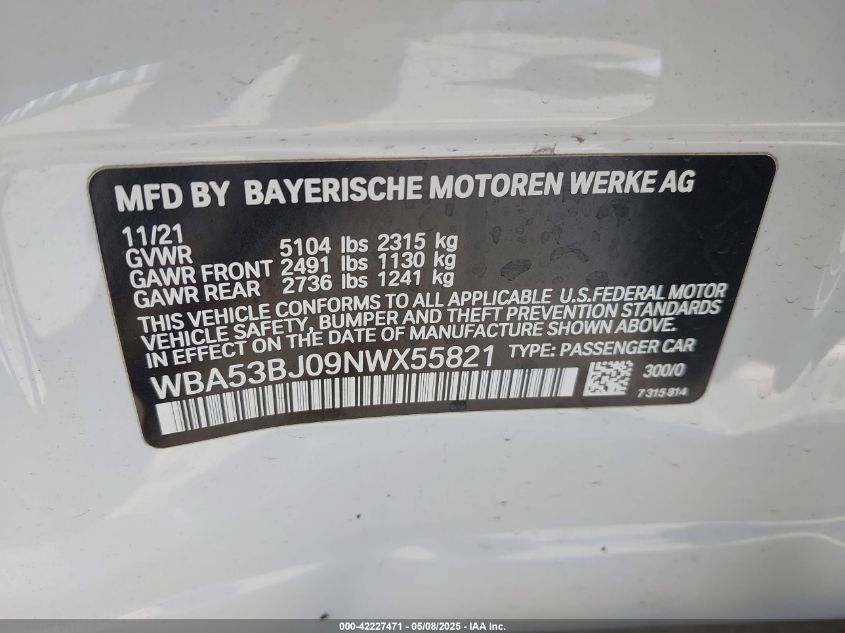 MFD BY BAYERISCHE MOTOREN WERKE AG
11/21
GVWR 5104 lbs 2315 kg
GAWR FRONT 2491 lbs 1130 kg
GAWR REAR 2736 lbs 1241 kg
THIS VEHICLE CONFORMS TO ALL APPLICABLE U.S.FEDERAL MOTOR
VEHICLE SAFETY, BUMPER AND THEFT PREVENTION STANDARDS
IN EFFECT ON THE DATE OF MANUFACTURE SHOWN ABOVE.
WBA53BJ09NWX55821 TYPE: PASSENGER CAR
300/0
7315814
000-42227471 — 05/08/2025 — IAA Inc.